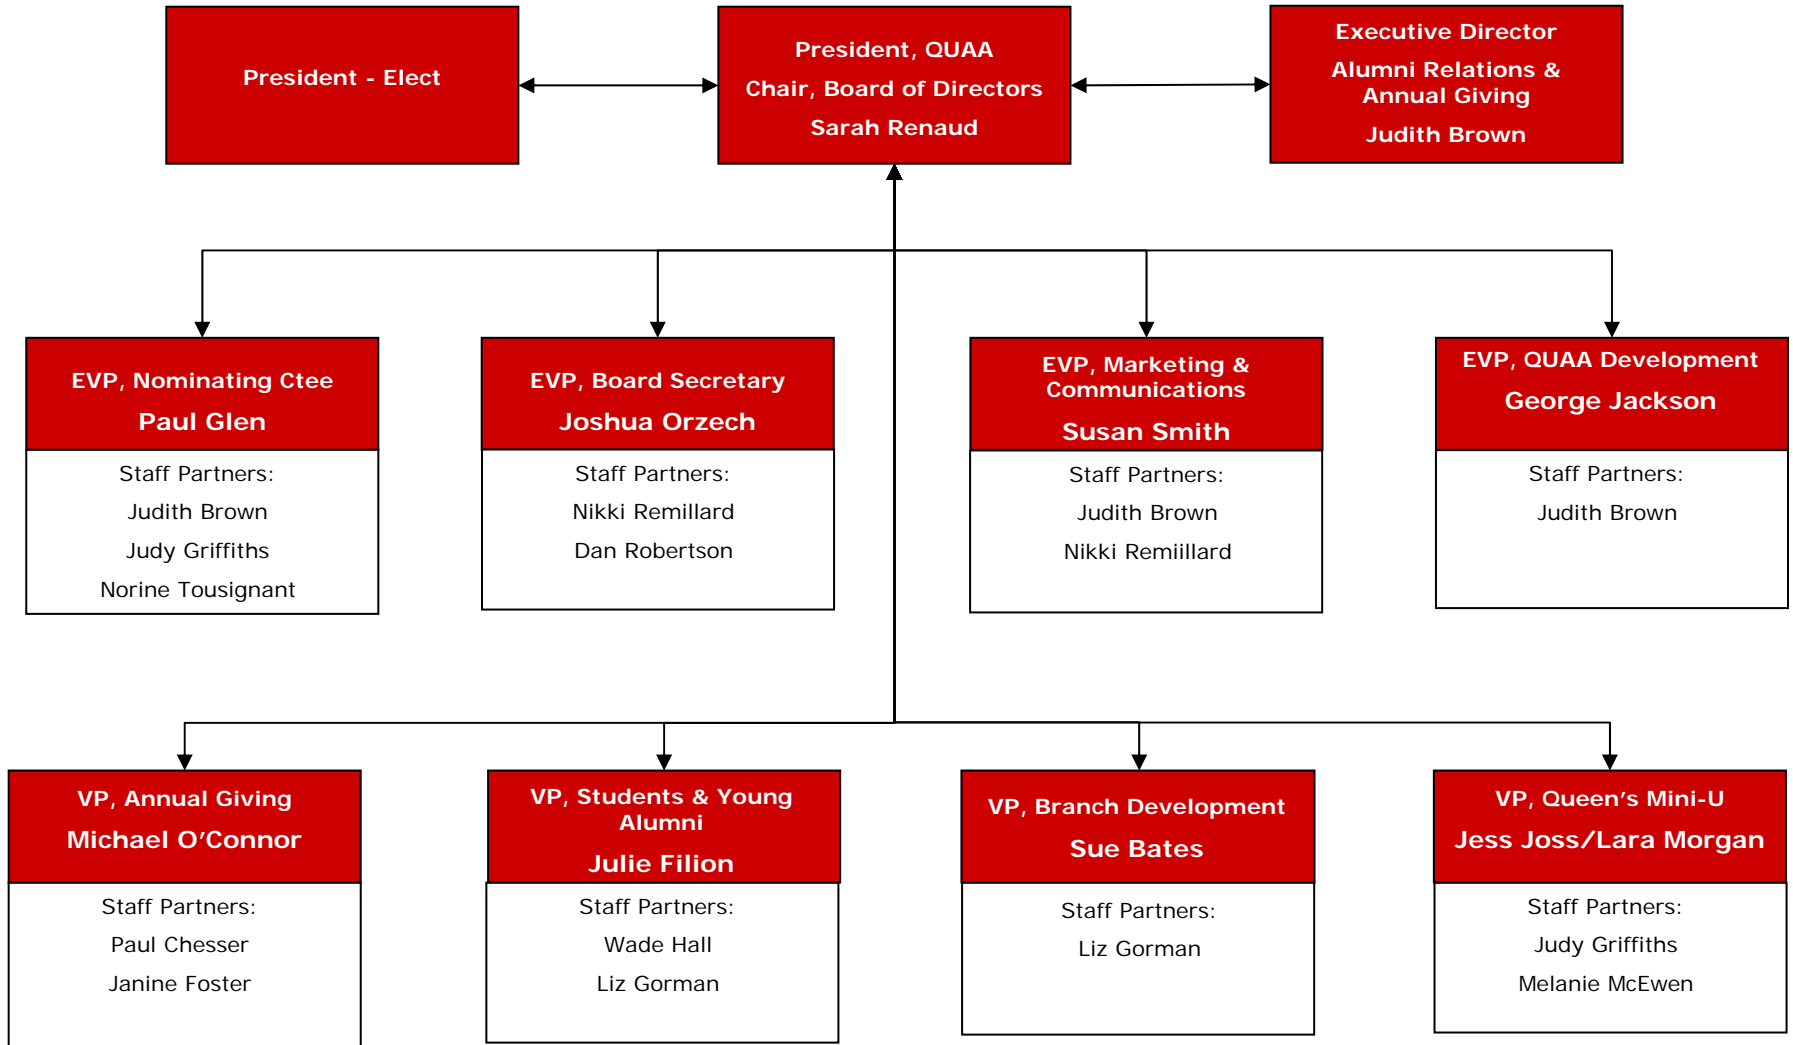 President - Elect
President, QUAA
Chair, Board of Directors
Sarah Renaud
Executive Director
Alumni Relations &
Annual Giving
Judith Brown
EVP, Nominating Ctee
Paul Glen
Staff Partners:
Judith Brown
Judy Griffiths
Norine Tousignant
EVP, Board Secretary
Joshua Orzech
Staff Partners:
Nikki Remillard
Dan Robertson
EVP, Marketing &
Communications
Susan Smith
Staff Partners:
Judith Brown
Nikki Remiillard
EVP, QUAA Development
George Jackson
Staff Partners:
Judith Brown
VP, Annual Giving
Michael O’Connor
Staff Partners:
Paul Chesser
Janine Foster
VP, Students & Young
Alumni
Julie Filion
Staff Partners:
Wade Hall
Liz Gorman
VP, Branch Development
Sue Bates
Staff Partners:
Liz Gorman
VP, Queen’s Mini-U
Jess Joss/Lara Morgan
Staff Partners:
Judy Griffiths
Melanie McEwen